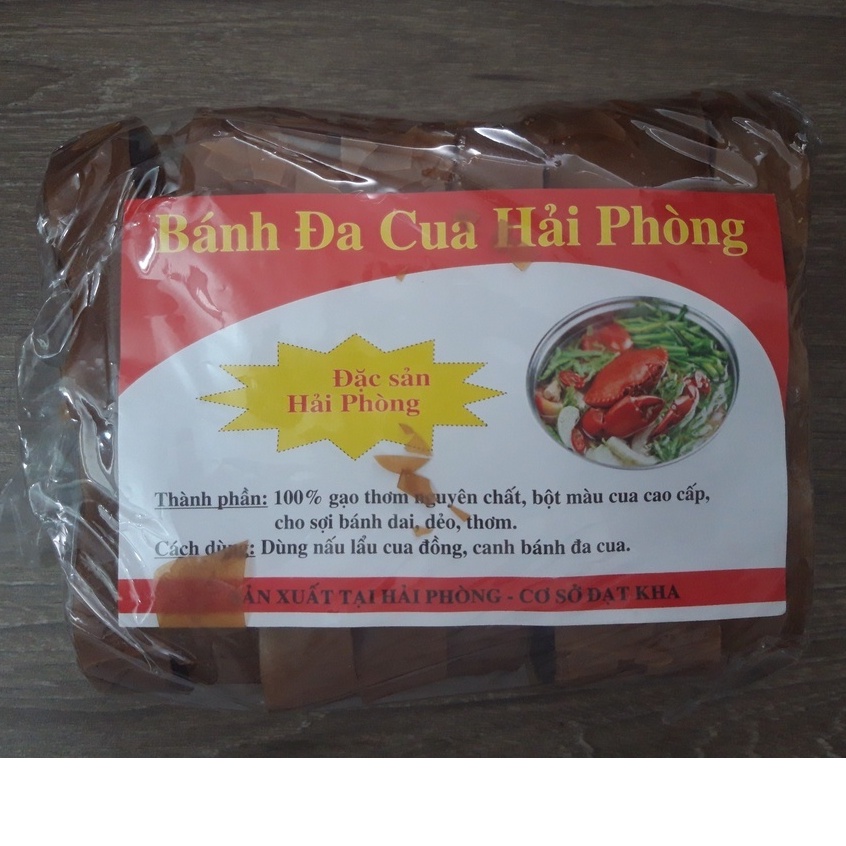 Bánh Đa Cua Hải Phòng
Đặc sản
Hải Phòng
Thành phần: 100% gạo thơm nguyên chất, bột màu cua cao cấp,
cho sợi bánh dai, dẻo, thơm.
Cách dùng: Dùng nấu lẩu cua đồng, canh bánh đa cua.
SẢN XUẤT TẠI HẢI PHÒNG - CƠ SỞ ĐẠT KHA